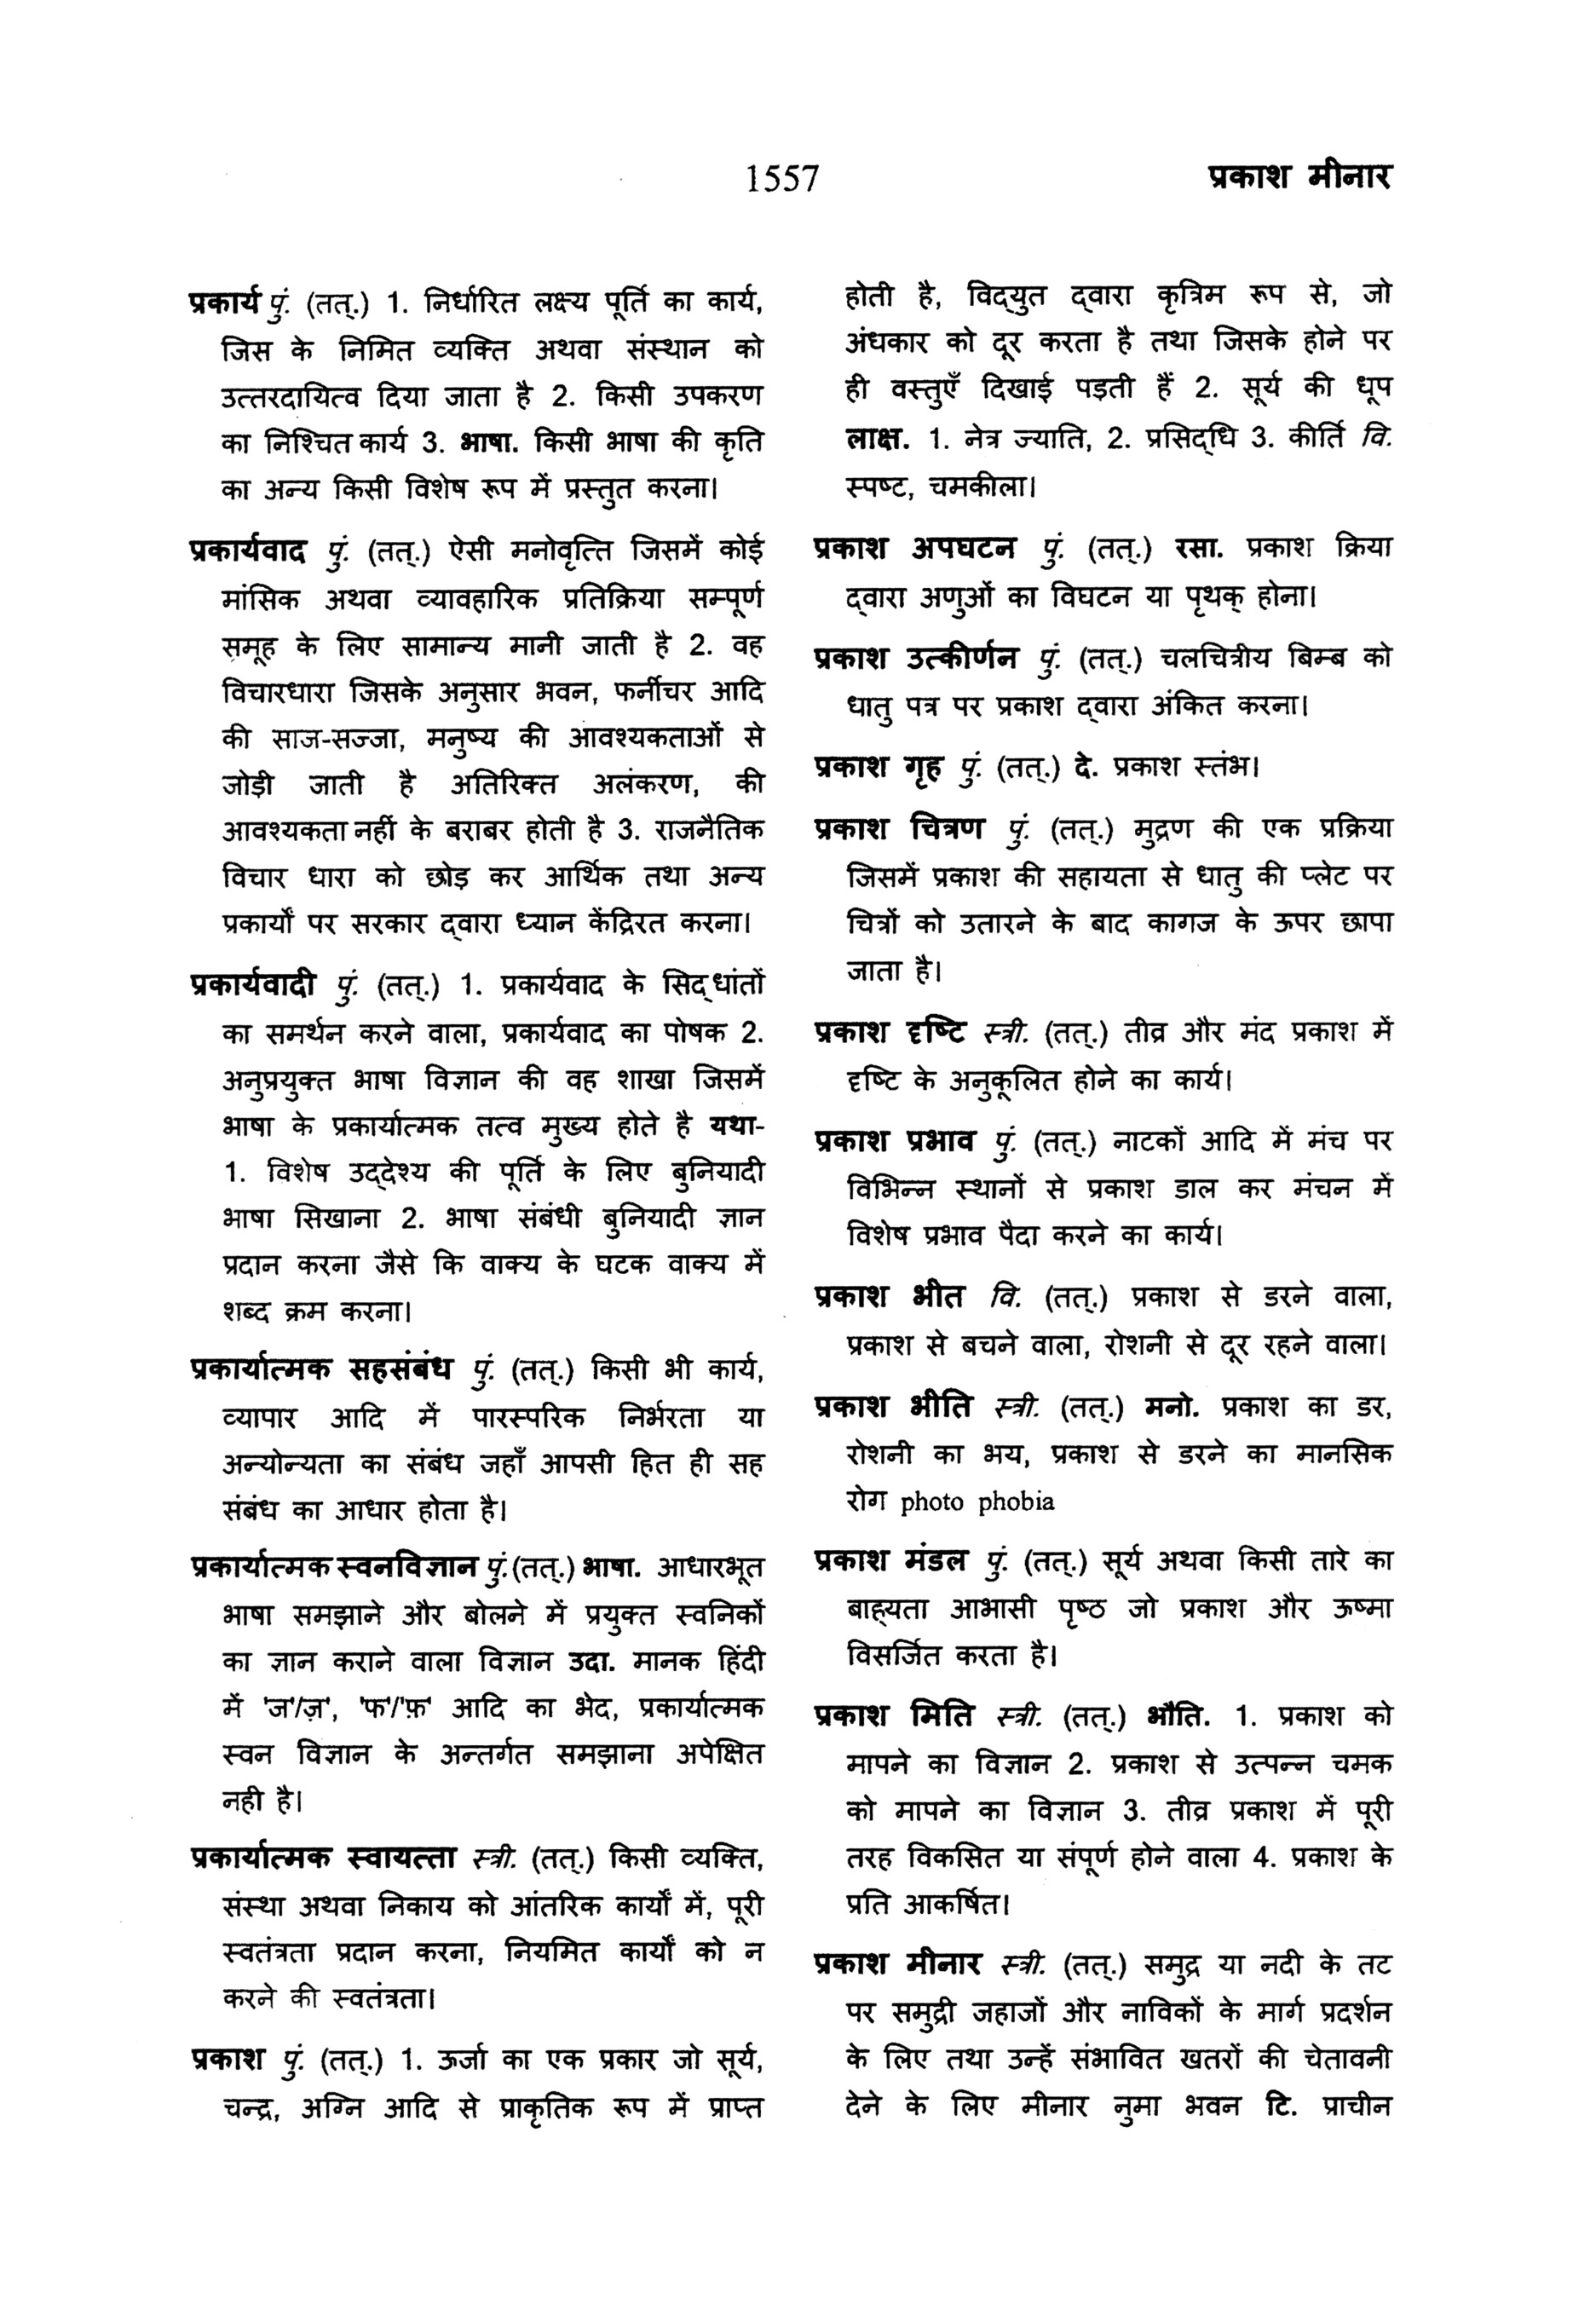 1557
प्रकाश मीनार
प्रकार्य पुं. (तत्.) 1. निर्धारित लक्ष्य पूर्ति का कार्य,
जिस के निमित व्यक्ति अथवा संस्थान को
उत्तरदायित्व दिया जाता है 2. किसी उपकरण
का निश्चित कार्य 3. भाषा. किसी भाषा की कृति
का अन्य किसी विशेष रूप में प्रस्तुत करना।
प्रकार्यवाद पुं. (तत्.) ऐसी मनोवृत्ति जिसमें कोई
मांसिक अथवा व्यावहारिक प्रतिक्रिया सम्पूर्ण
समूह के लिए सामान्य मानी जाती है 2. वह
विचारधारा जिसके अनुसार भवन, फर्नीचर आदि
की साज-सज्जा, मनुष्य की आवश्यकताओं से
जोड़ी जाती है अतिरिक्त अलंकरण, की
आवश्यकता नहीं के बराबर होती है 3. राजनैतिक
विचार धारा को छोड़ कर आर्थिक तथा अन्य
प्रकार्यों पर सरकार द्वारा ध्यान केंद्रिरत करना।
प्रकार्यवादी पुं. (तत्.) 1. प्रकार्यवाद के सिद्धांतों
का समर्थन करने वाला, प्रकार्यवाद का पोषक 2.
अनुप्रयुक्त भाषा विज्ञान की वह शाखा जिसमें
भाषा के प्रकार्यात्मक तत्व मुख्य होते है यथा-
1. विशेष उद्देश्य की पूर्ति के लिए बुनियादी
भाषा सिखाना 2. भाषा संबंधी बुनियादी ज्ञान
प्रदान करना जैसे कि वाक्य के घटक वाक्य में
शब्द क्रम करना।
प्रकार्यात्मक सहसंबंध पुं. (तत्.) किसी भी कार्य,
व्यापार आदि में पारस्परिक निर्भरता या
अन्योन्यता का संबंध जहाँ आपसी हित ही सह
संबंध का आधार होता है।
प्रकार्यात्मक स्वनविज्ञान पुं. (तत्.) भाषा. आधारभूत
भाषा समझाने और बोलने में प्रयुक्त स्वनिकों
का ज्ञान कराने वाला विज्ञान उदा. मानक हिंदी
में 'ज'/ज़', 'फ'/'फ़' आदि का भेद, प्रकार्यात्मक
स्वन विज्ञान के अन्तर्गत समझाना अपेक्षित
नही है।
प्रकार्यात्मक स्वायत्ता स्त्री. (तत्.) किसी व्यक्ति,
संस्था अथवा निकाय को आंतरिक कार्यों में, पूरी
स्वतंत्रता प्रदान करना, नियमित कार्यों को न
करने की स्वतंत्रता।
प्रकाश पुं. (तत्.) 1. ऊर्जा का एक प्रकार जो सूर्य,
चन्द्र, अग्नि आदि से प्राकृतिक रूप में प्राप्त
होती है, विद्युत द्वारा कृत्रिम रूप से, जो
अंधकार को दूर करता है तथा जिसके होने पर
ही वस्तुएँ दिखाई पड़ती हैं 2. सूर्य की धूप
लाक्ष. 1. नेत्र ज्याति, 2. प्रसिद्धि 3. कीर्ति वि.
स्पष्ट, चमकीला।
प्रकाश अपघटन पुं. (तत्.) रसा. प्रकाश क्रिया
द्वारा अणुओं का विघटन या पृथक् होना।
प्रकाश उत्कीर्णन पुं. (तत्.) चलचित्रीय बिम्ब को
धातु पत्र पर प्रकाश द्वारा अंकित करना।
प्रकाश गृह पुं. (तत्.) दे. प्रकाश स्तंभ।
प्रकाश चित्रण पुं. (तत्.) मुद्रण की एक प्रक्रिया
जिसमें प्रकाश की सहायता से धातु की प्लेट पर
चित्रों को उतारने के बाद कागज के ऊपर छापा
जाता है।
प्रकाश दृष्टि स्त्री. (तत्.) तीव्र और मंद प्रकाश में
दृष्टि के अनुकूलित होने का कार्य।
प्रकाश प्रभाव पुं. (तत्.) नाटकों आदि में मंच पर
विभिन्न स्थानों से प्रकाश डाल कर मंचन में
विशेष प्रभाव पैदा करने का कार्य।
प्रकाश भीत वि. (तत्.) प्रकाश से डरने वाला,
प्रकाश से बचने वाला, रोशनी से दूर रहने वाला।
प्रकाश भीति स्त्री. (तत्.) मनो. प्रकाश का डर,
रोशनी का भय, प्रकाश से डरने का मानसिक
रोग photo phobia
प्रकाश मंडल पुं. (तत्.) सूर्य अथवा किसी तारे का
बाह्यता आभासी पृष्ठ जो प्रकाश और ऊष्मा
विसर्जित करता है।
प्रकाश मिति स्त्री. (तत्.) भौति. 1. प्रकाश को
मापने का विज्ञान 2. प्रकाश से उत्पन्न चमक
को मापने का विज्ञान 3. तीव्र प्रकाश में पूरी
तरह विकसित या संपूर्ण होने वाला 4. प्रकाश के
प्रति आकर्षित।
प्रकाश मीनार स्त्री. (तत्.) समुद्र या नदी के तट
पर समुद्री जहाजों और नाविकों के मार्ग प्रदर्शन
के लिए तथा उन्हें संभावित खतरों की चेतावनी
देने के लिए मीनार नुमा भवन टि. प्राचीन